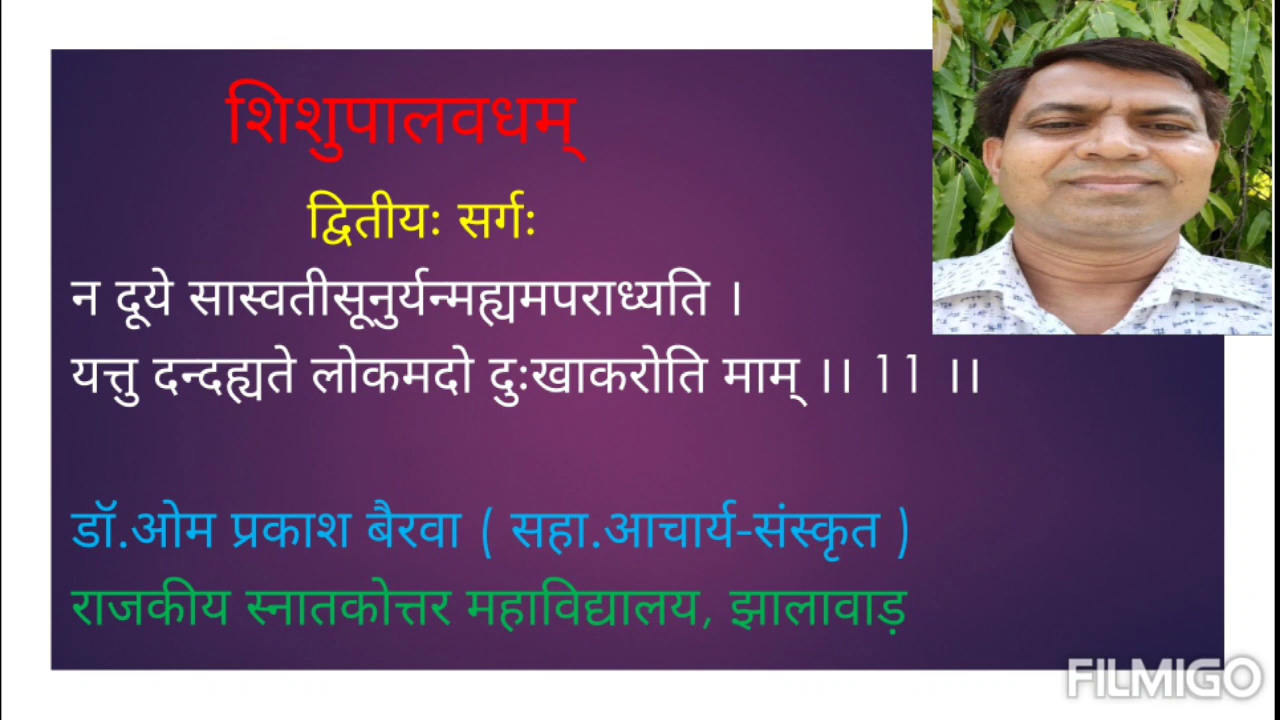 शिशुपालवधम्
द्वितीयः सर्गः
न दूये सास्वतीसूनुर्यन्मह्यमपराध्यति ।
यत्तु दन्दह्यते लोकमदो दुःखाकरोति माम् ।। 11 ।।
डॉ.ओम प्रकाश बैरवा ( सहा.आचार्य-संस्कृत )
राजकीय स्नातकोत्तर महाविद्यालय, झालावाड़
FILMIGO